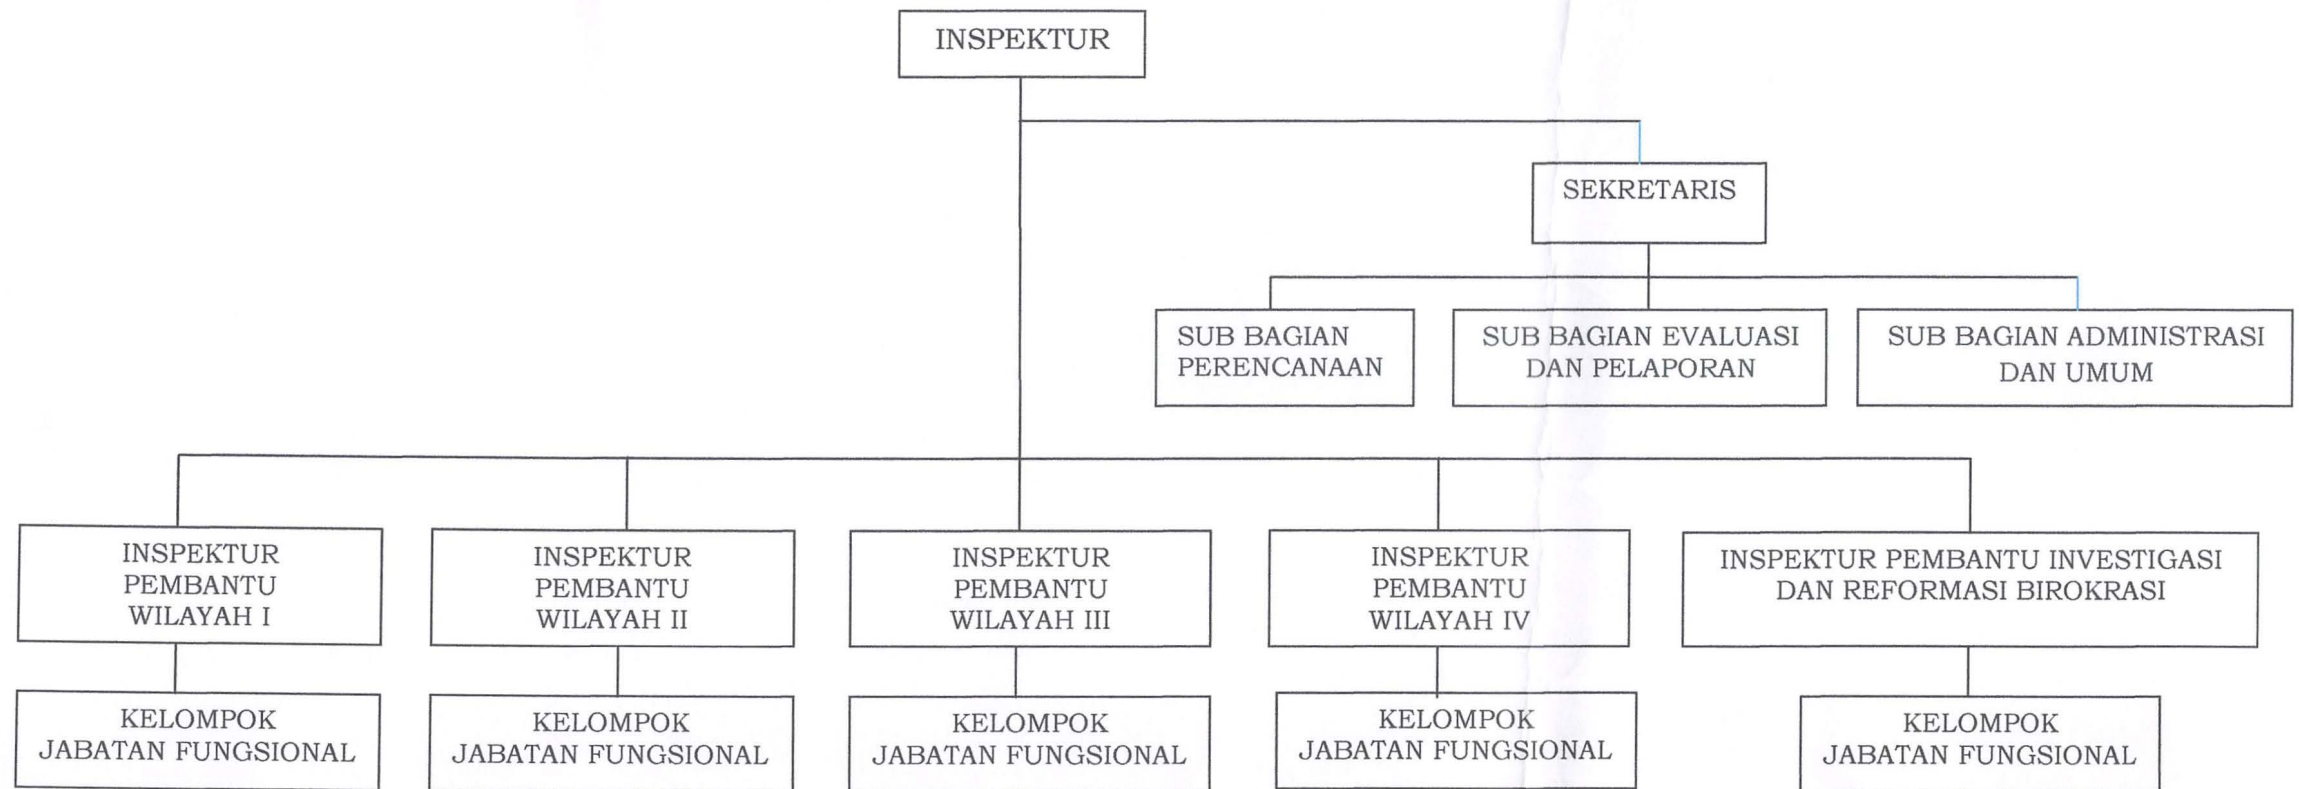 INSPEKTUR
SEKRETARIS
SUB BAGIAN
PERENCANAAN
SUB BAGIAN EVALUASI
DAN PELAPORAN
SUB BAGIAN ADMINISTRASI
DAN UMUM
INSPEKTUR
PEMBANTU
WILAYAH I
INSPEKTUR
PEMBANTU
WILAYAH II
INSPEKTUR
PEMBANTU
WILAYAH III
INSPEKTUR
PEMBANTU
WILAYAH IV
INSPEKTUR PEMBANTU INVESTIGASI
DAN REFORMASI BIROKRASI
KELOMPOK
JABATAN FUNGSIONAL
KELOMPOK
JABATAN FUNGSIONAL
KELOMPOK
JABATAN FUNGSIONAL
KELOMPOK
JABATAN FUNGSIONAL
KELOMPOK
JABATAN FUNGSIONAL